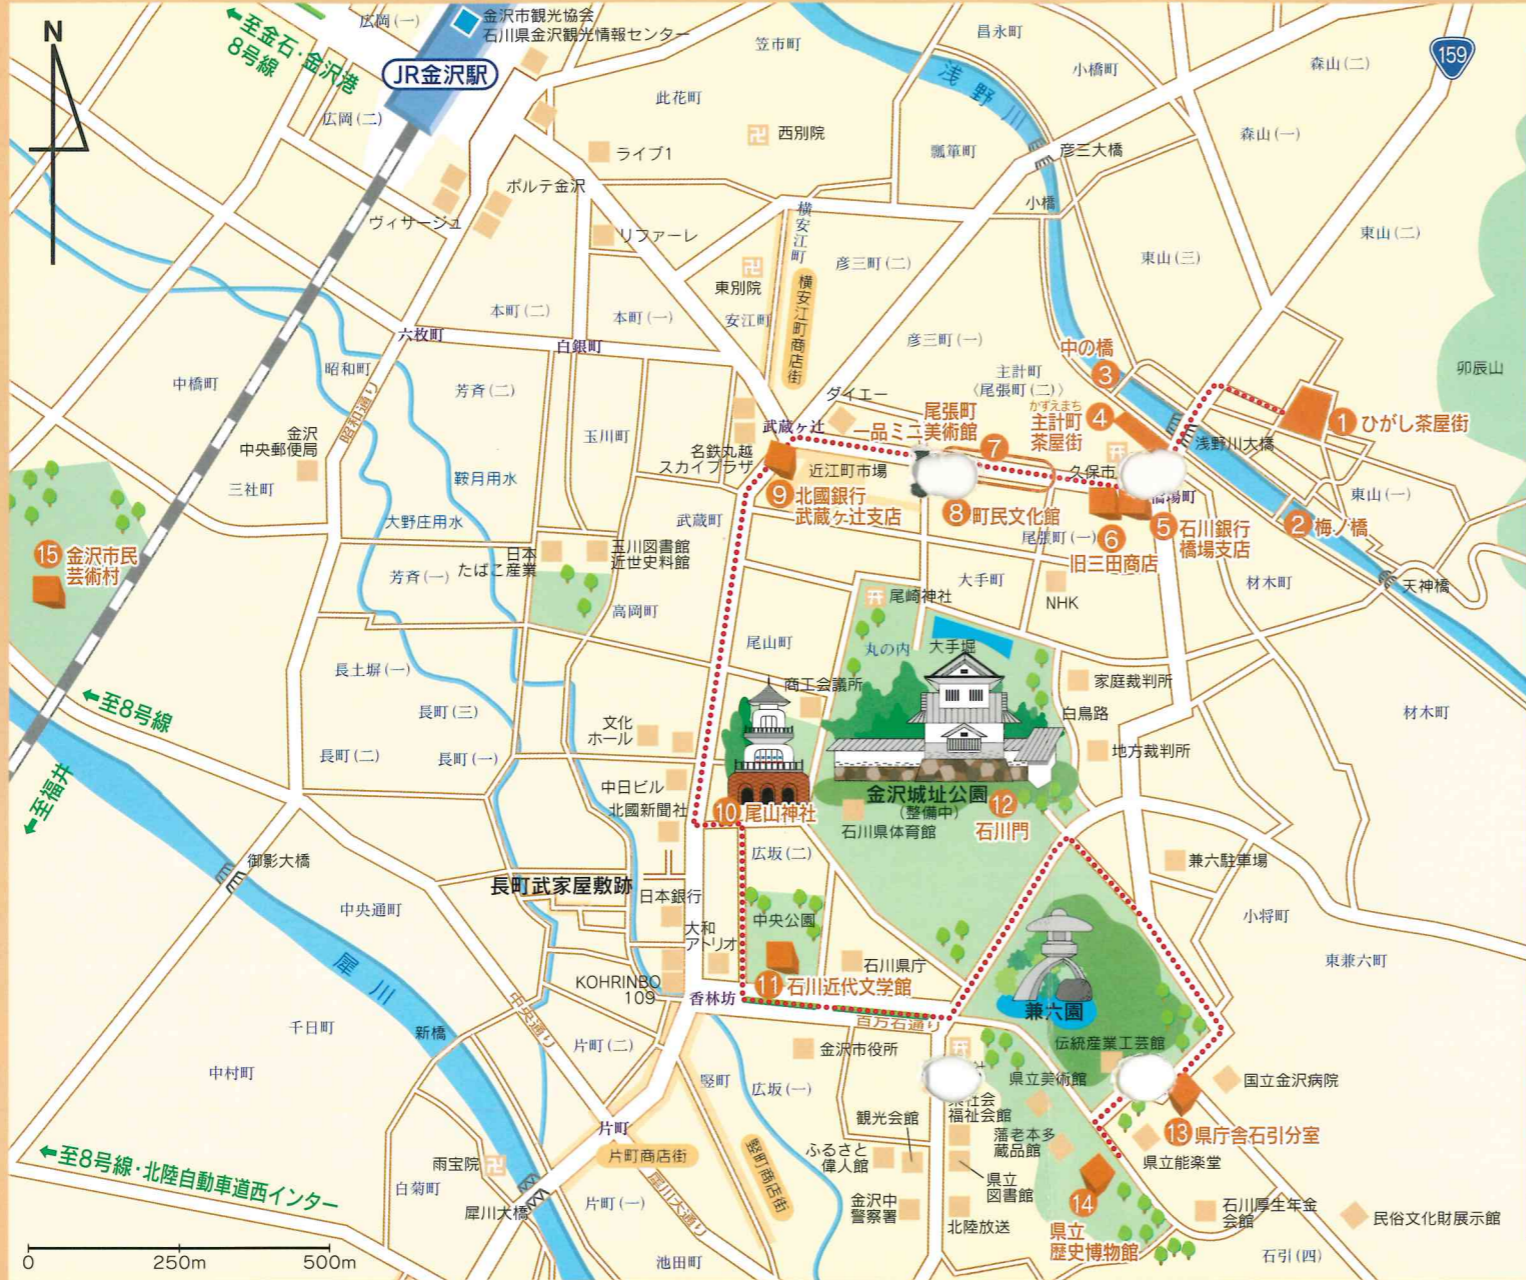 金沢市観光協会
石川県金沢観光情報センター
広岡(一)
至金石・金沢港
8号線
N
JR金沢駅
広岡(二)
笠市町
昌永町
浅野川
小橋町
森山(二)
159
此花町
西別院
森山(一)
ライブ1
瓢箪町
彦三大橋
ポルテ金沢
ヴィサージュ
リファーレ
横安江町
小橋
東山(二)
東別院
彦三町(二)
東山(三)
安江町
横安江町商店街
本町(二)
本町(一)
六枚町
白銀町
彦三町(一)
中の橋
3
卯辰山
昭和町
中橋町
芳斉(二)
主計町
〈尾張町(二)〉
ダイエー
尾張町
一品ミニ美術館
7
かずえまち
主計町
茶屋街
4
1 ひがし茶屋街
昭和通り
武蔵ヶ辻
金沢
中央郵便局
玉川町
名鉄丸越
スカイプラザ
近江町市場
久保市
浅野川大橋
鞍月用水
三社町
9 北國銀行
武蔵ヶ辻支店
8 町民文化館
橋場町
東山(一)
大野庄用水
武蔵町
尾張町(一)
6
旧三田商店
5 石川銀行
橋場支店
2 梅ノ橋
15 金沢市民
芸術村
日本
たばこ産業
玉川図書館
近世史料館
芳斉(一)
大手町
NHK
材木町
天神橋
尾崎神社
高岡町
尾山町
丸の内
大手堀
長土塀(一)
商工会議所
家庭裁判所
至8号線
白鳥路
長町(三)
文化
ホール
材木町
長町(二)
長町(一)
地方裁判所
至福井
中日ビル
北國新聞社
10 尾山神社
金沢城址公園
(整備中)
石川県体育館
12
石川門
御影大橋
広坂(二)
兼六駐車場
長町武家屋敷跡
日本銀行
中央通町
中央公園
小将町
大和
アトリオ
犀川
石川県庁
東兼六町
KOHRINBO
109
11 石川近代文学館
香林坊
百万石通り
兼六園
中央通り
千日町
新橋
片町(二)
金沢市役所
伝統産業工芸館
中村町
竪町
広坂(一)
県立美術館
国立金沢病院
社会
福祉会館
観光会館
片町
13 県庁舎石引分室
藩老本多
蔵品館
県立能楽堂
至8号線・北陸自動車道西インター
雨宝院
片町商店街
竪町商店街
ふるさと
偉人館
白菊町
県立
図書館
犀川大橋
片町(一)
犀川大通り
金沢中
警察署
北陸放送
14
県立
歴史博物館
石川厚生年金
会館
民俗文化財展示館
石引(四)
池田町
0 250m 500m